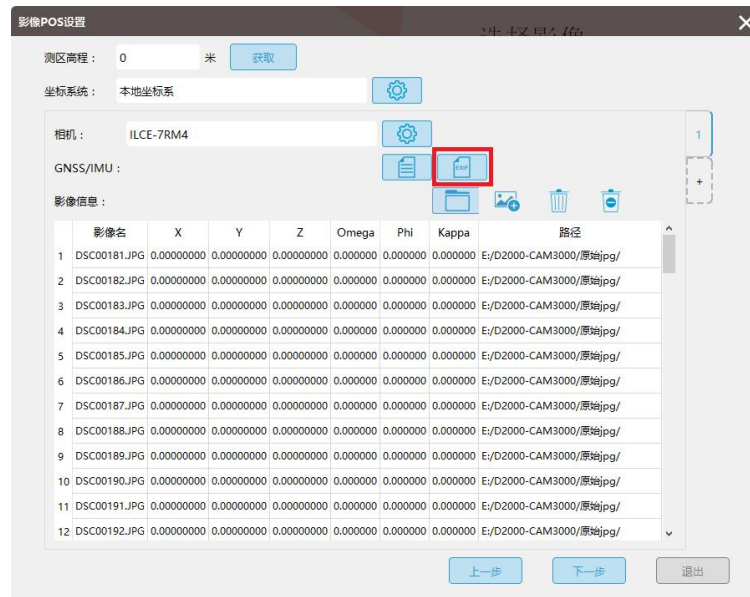 影像POS设置
测区高程： 0 米 获取
坐标系统： 本地坐标系
相机： ILCE-7RM4
1
GNSS/IMU：
EXIF
+
影像信息：
影像名 X Y Z Omega Phi Kappa 路径
1 DSC00181.JPG 0.00000000 0.00000000 0.00000000 0.000000 0.000000 0.000000 E:/D2000-CAM3000/原始jpg/
2 DSC00182.JPG 0.00000000 0.00000000 0.00000000 0.000000 0.000000 0.000000 E:/D2000-CAM3000/原始jpg/
3 DSC00183.JPG 0.00000000 0.00000000 0.00000000 0.000000 0.000000 0.000000 E:/D2000-CAM3000/原始jpg/
4 DSC00184.JPG 0.00000000 0.00000000 0.00000000 0.000000 0.000000 0.000000 E:/D2000-CAM3000/原始jpg/
5 DSC00185.JPG 0.00000000 0.00000000 0.00000000 0.000000 0.000000 0.000000 E:/D2000-CAM3000/原始jpg/
6 DSC00186.JPG 0.00000000 0.00000000 0.00000000 0.000000 0.000000 0.000000 E:/D2000-CAM3000/原始jpg/
7 DSC00187.JPG 0.00000000 0.00000000 0.00000000 0.000000 0.000000 0.000000 E:/D2000-CAM3000/原始jpg/
8 DSC00188.JPG 0.00000000 0.00000000 0.00000000 0.000000 0.000000 0.000000 E:/D2000-CAM3000/原始jpg/
9 DSC00189.JPG 0.00000000 0.00000000 0.00000000 0.000000 0.000000 0.000000 E:/D2000-CAM3000/原始jpg/
10 DSC00190.JPG 0.00000000 0.00000000 0.00000000 0.000000 0.000000 0.000000 E:/D2000-CAM3000/原始jpg/
11 DSC00191.JPG 0.00000000 0.00000000 0.00000000 0.000000 0.000000 0.000000 E:/D2000-CAM3000/原始jpg/
12 DSC00192.JPG 0.00000000 0.00000000 0.00000000 0.000000 0.000000 0.000000 E:/D2000-CAM3000/原始jpg/
上一步 下一步 退出